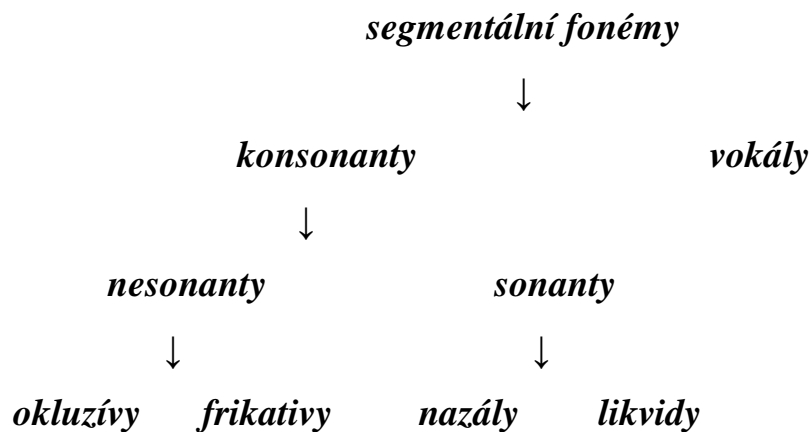 segmentální fonémy
↓
konsonanty vokály
↓
nesonanty sonanty
↓ ↓
okluzívy frikativy nazály likvidy